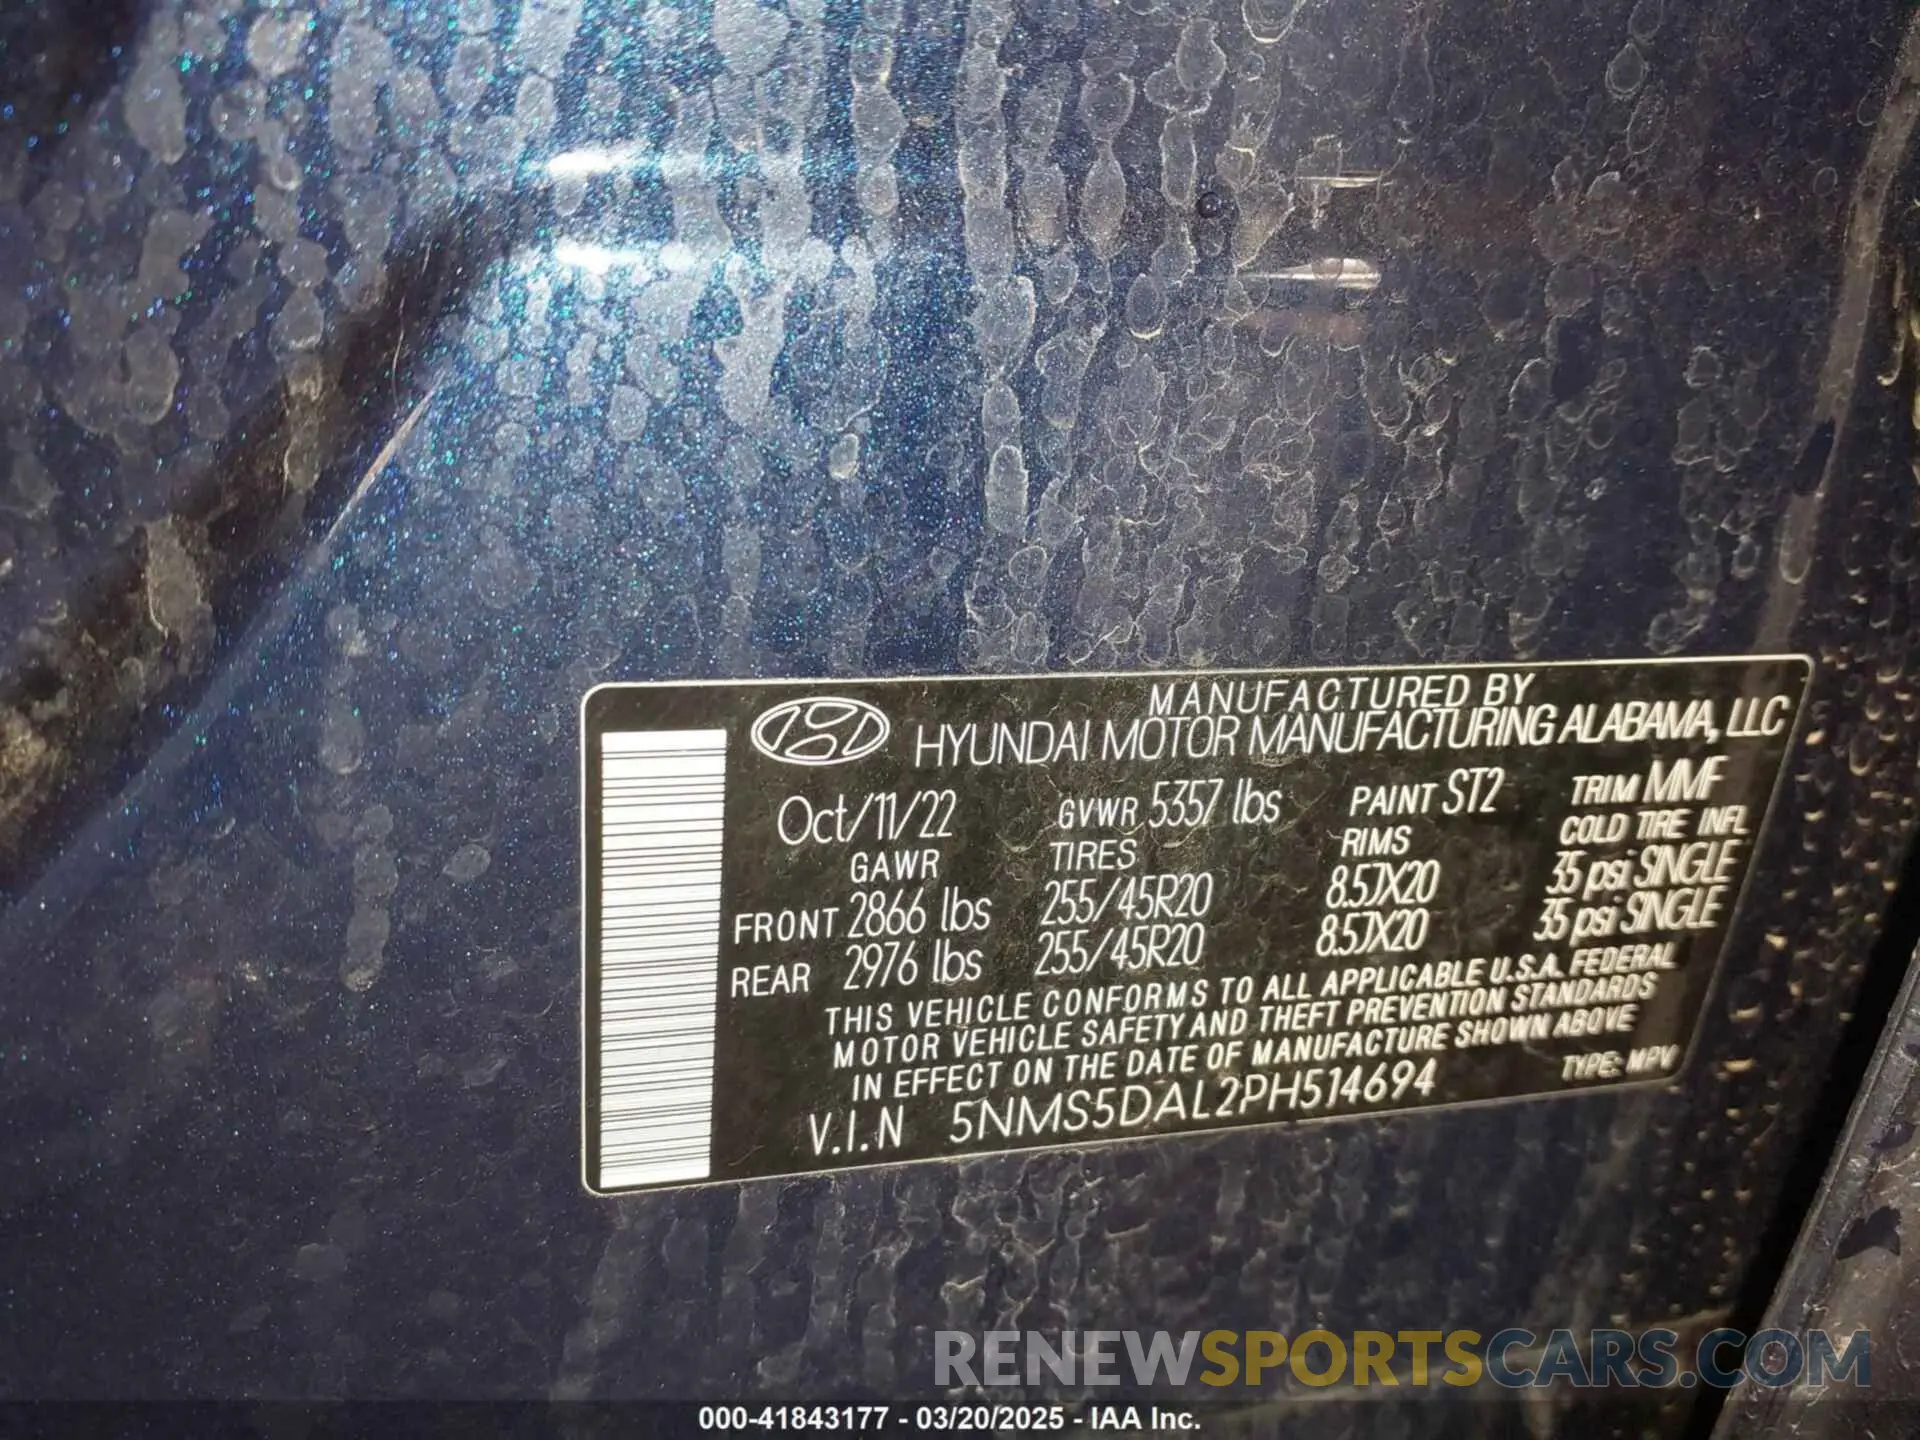 MANUFACTURED BY
HYUNDAI MOTOR MANUFACTURING ALABAMA, LLC
Oct/11/22 GVWR 5357 lbs PAINT ST2 TRIM MMF
GAWR TIRES RIMS COLD TIRE INFL
FRONT 2866 lbs 255/45R20 8.5JX20 35 psi SINGLE
REAR 2976 lbs 255/45R20 8.5JX20 35 psi SINGLE
THIS VEHICLE CONFORMS TO ALL APPLICABLE U.S.A. FEDERAL
MOTOR VEHICLE SAFETY AND THEFT PREVENTION STANDARDS
IN EFFECT ON THE DATE OF MANUFACTURE SHOWN ABOVE
V.I.N 5NMS5DAL2PH514694 TYPE: MPV
RENEWSPORTSCARS.COM
000-41843177 - 03/20/2025 - IAA Inc.